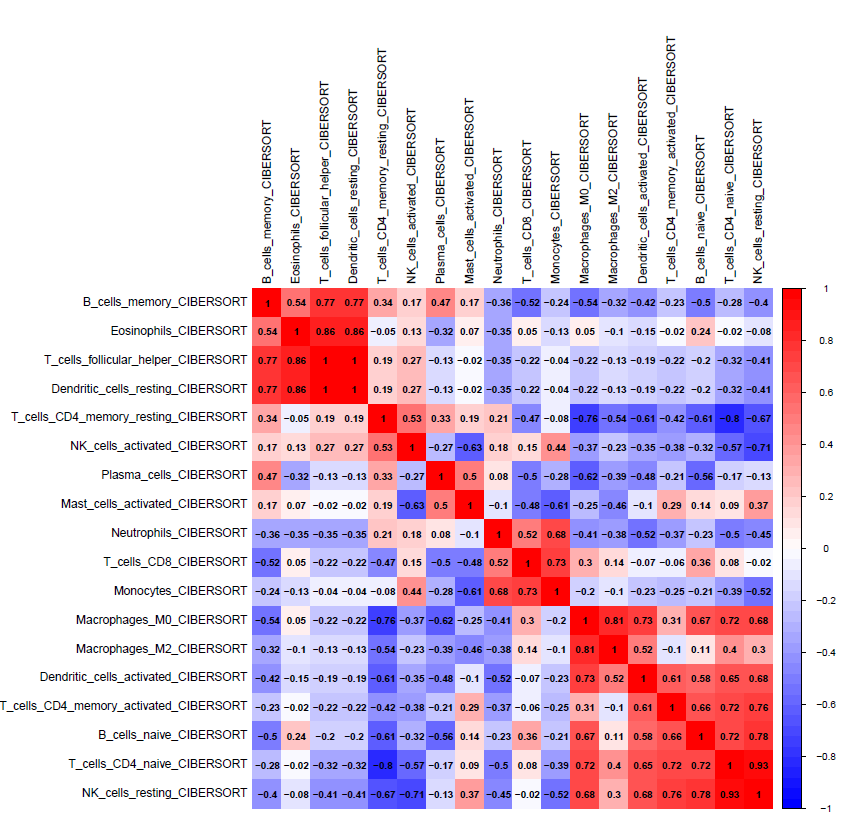 B_cells_memory_CIBERSORT
Eosinophils_CIBERSORT
T_cells_follicular_helper_CIBERSORT
Dendritic_cells_resting_CIBERSORT
T_cells_CD4_memory_resting_CIBERSORT
NK_cells_activated_CIBERSORT
Plasma_cells_CIBERSORT
Mast_cells_activated_CIBERSORT
Neutrophils_CIBERSORT
T_cells_CD8_CIBERSORT
Monocytes_CIBERSORT
Macrophages_M0_CIBERSORT
Macrophages_M2_CIBERSORT
Dendritic_cells_activated_CIBERSORT
T_cells_CD4_memory_activated_CIBERSORT
B_cells_naive_CIBERSORT
T_cells_CD4_naive_CIBERSORT
NK_cells_resting_CIBERSORT
B_cells_memory_CIBERSORT 1 0.54 0.77 0.77 0.34 0.17 0.47 0.17 −0.36 −0.52 −0.24 −0.54 −0.32 −0.42 −0.23 −0.5 −0.28 −0.4
Eosinophils_CIBERSORT 0.54 1 0.86 0.86 −0.05 0.13 −0.32 0.07 −0.35 0.05 −0.13 0.05 −0.1 −0.15 −0.02 0.24 −0.02 −0.08
T_cells_follicular_helper_CIBERSORT 0.77 0.86 1 1 0.19 0.27 −0.13 −0.02 −0.35 −0.22 −0.04 −0.22 −0.13 −0.19 −0.22 −0.2 −0.32 −0.41
Dendritic_cells_resting_CIBERSORT 0.77 0.86 1 1 0.19 0.27 −0.13 −0.02 −0.35 −0.22 −0.04 −0.22 −0.13 −0.19 −0.22 −0.2 −0.32 −0.41
T_cells_CD4_memory_resting_CIBERSORT 0.34 −0.05 0.19 0.19 1 0.53 0.33 0.19 0.21 −0.47 −0.08 −0.76 −0.54 −0.61 −0.42 −0.61 −0.8 −0.67
NK_cells_activated_CIBERSORT 0.17 0.13 0.27 0.27 0.53 1 −0.27 −0.63 0.18 0.15 0.44 −0.37 −0.23 −0.35 −0.38 −0.32 −0.57 −0.71
Plasma_cells_CIBERSORT 0.47 −0.32 −0.13 −0.13 0.33 −0.27 1 0.5 0.08 −0.5 −0.28 −0.62 −0.39 −0.48 −0.21 −0.56 −0.17 −0.13
Mast_cells_activated_CIBERSORT 0.17 0.07 −0.02 −0.02 0.19 −0.63 0.5 1 −0.1 −0.48 −0.61 −0.25 −0.46 −0.1 0.29 0.14 0.09 0.37
Neutrophils_CIBERSORT −0.36 −0.35 −0.35 −0.35 0.21 0.18 0.08 −0.1 1 0.52 0.68 −0.41 −0.38 −0.52 −0.37 −0.23 −0.5 −0.45
T_cells_CD8_CIBERSORT −0.52 0.05 −0.22 −0.22 −0.47 0.15 −0.5 −0.48 0.52 1 0.73 0.3 0.14 −0.07 −0.06 0.36 0.08 −0.02
Monocytes_CIBERSORT −0.24 −0.13 −0.04 −0.04 −0.08 0.44 −0.28 −0.61 0.68 0.73 1 −0.2 −0.1 −0.23 −0.25 −0.21 −0.39 −0.52
Macrophages_M0_CIBERSORT −0.54 0.05 −0.22 −0.22 −0.76 −0.37 −0.62 −0.25 −0.41 0.3 −0.2 1 0.81 0.73 0.31 0.67 0.72 0.68
Macrophages_M2_CIBERSORT −0.32 −0.1 −0.13 −0.13 −0.54 −0.23 −0.39 −0.46 −0.38 0.14 −0.1 0.81 1 0.52 −0.1 0.11 0.4 0.3
Dendritic_cells_activated_CIBERSORT −0.42 −0.15 −0.19 −0.19 −0.61 −0.35 −0.48 −0.1 −0.52 −0.07 −0.23 0.73 0.52 1 0.61 0.58 0.65 0.68
T_cells_CD4_memory_activated_CIBERSORT −0.23 −0.02 −0.22 −0.22 −0.42 −0.38 −0.21 0.29 −0.37 −0.06 −0.25 0.31 −0.1 0.61 1 0.66 0.72 0.76
B_cells_naive_CIBERSORT −0.5 0.24 −0.2 −0.2 −0.61 −0.32 −0.56 0.14 −0.23 0.36 −0.21 0.67 0.11 0.58 0.66 1 0.72 0.78
T_cells_CD4_naive_CIBERSORT −0.28 −0.02 −0.32 −0.32 −0.8 −0.57 −0.17 0.09 −0.5 0.08 −0.39 0.72 0.4 0.65 0.72 0.72 1 0.93
NK_cells_resting_CIBERSORT −0.4 −0.08 −0.41 −0.41 −0.67 −0.71 −0.13 0.37 −0.45 −0.02 −0.52 0.68 0.3 0.68 0.76 0.78 0.93 1
1
0.8
0.6
0.4
0.2
0
−0.2
−0.4
−0.6
−0.8
−1